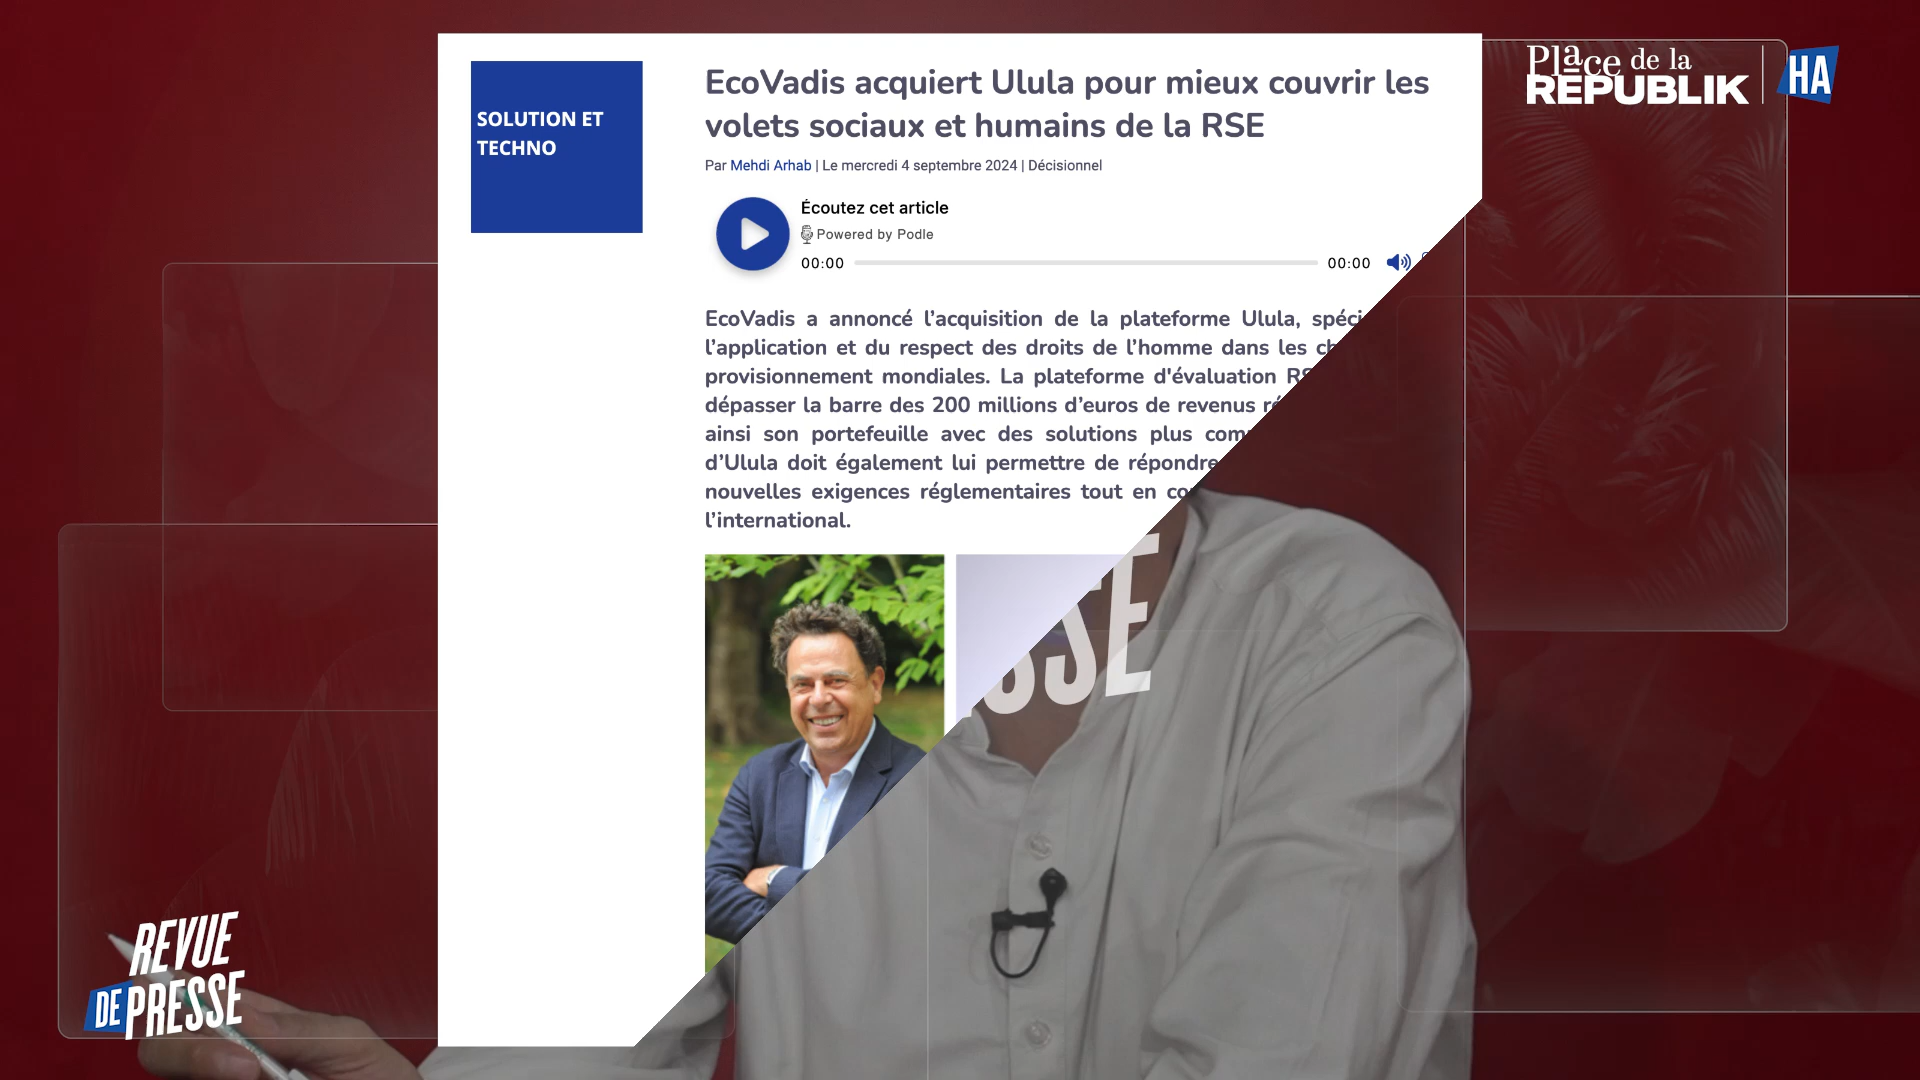 Place de la
RÉPUBLIK
HA
SOLUTION ET
TECHNO
EcoVadis acquiert Ulula pour mieux couvrir les
volets sociaux et humains de la RSE
Par Mehdi Arhab | Le mercredi 4 septembre 2024 | Décisionnel
Écoutez cet article
Powered by Podle
00:00 00:00
EcoVadis a annoncé l’acquisition de la plateforme Ulula,
l’application et du respect des droits de l’homme dans les
provisionnement mondiales. La plateforme d'évaluation
dépasser la barre des 200 millions d’euros de revenus
ainsi son portefeuille avec des solutions plus
d’Ulula doit également lui permettre de répondre
nouvelles exigences réglementaires tout en
l’international.
REVUE
DE PRESSE